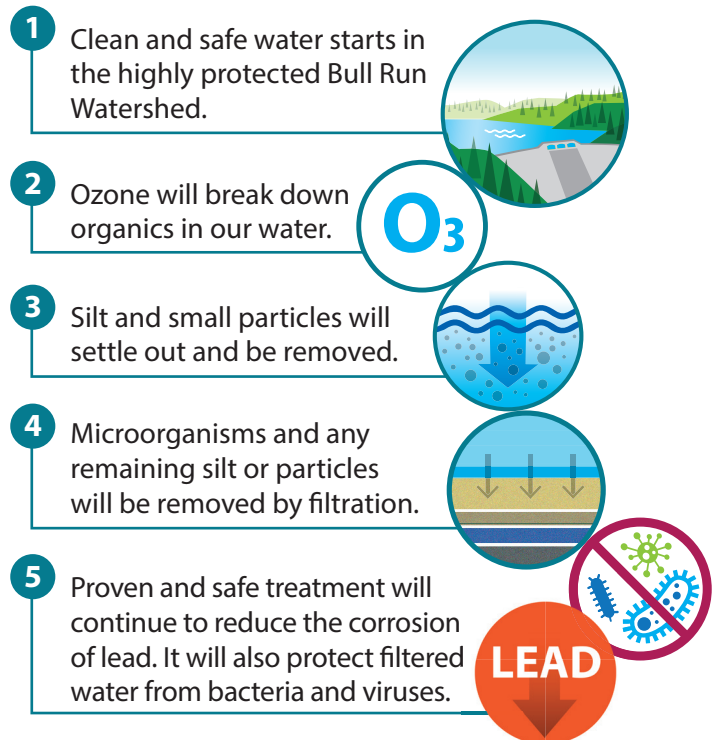 1
Clean and safe water starts in
the highly protected Bull Run
Watershed.
2
Ozone will break down
organics in our water.
O3
3
Silt and small particles will
settle out and be removed.
4
Microorganisms and any
remaining silt or particles
will be removed by filtration.
5
Proven and safe treatment will
continue to reduce the corrosion
of lead. It will also protect filtered
water from bacteria and viruses.
LEAD